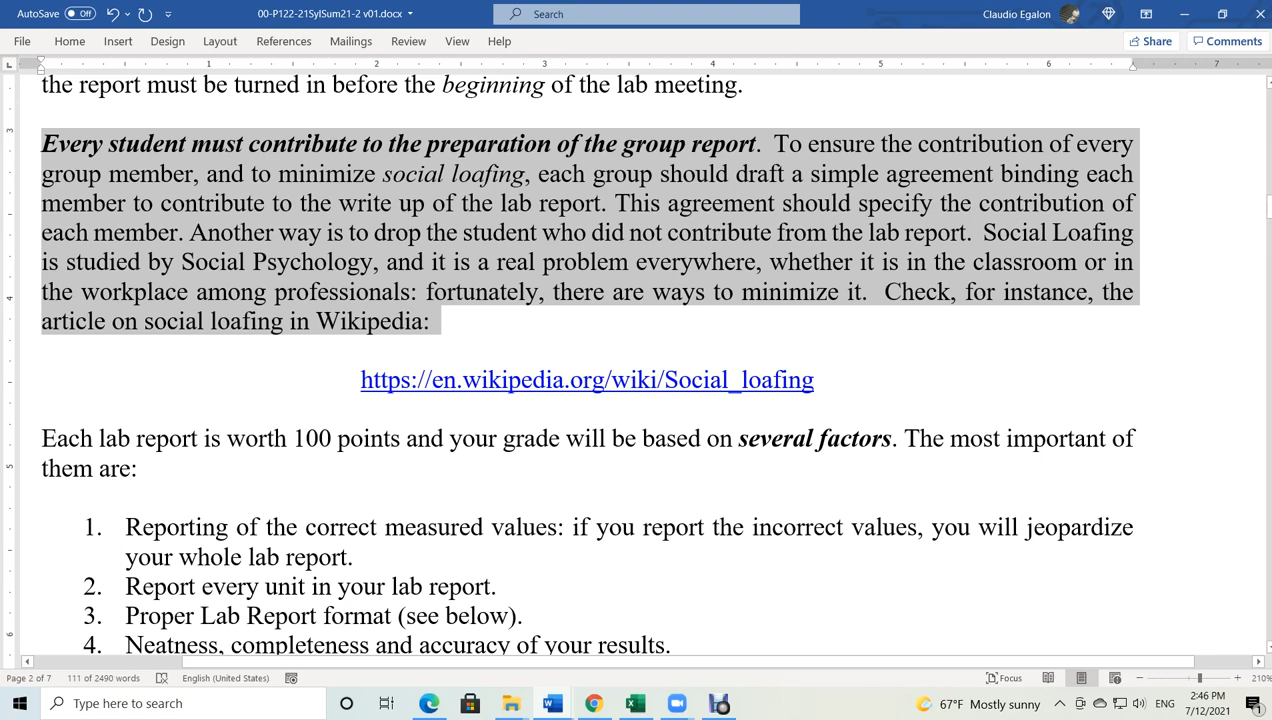 AutoSave Off 00-P122-21SylSum21-2 v01.docx Search Claudio Egalon
File Home Insert Design Layout References Mailings Review View Help Share Comments
1 2 3 4 5 6 7
the report must be turned in before the beginning of the lab meeting.
3
Every student must contribute to the preparation of the group report. To ensure the contribution of every
group member, and to minimize social loafing, each group should draft a simple agreement binding each
member to contribute to the write up of the lab report. This agreement should specify the contribution of
each member. Another way is to drop the student who did not contribute from the lab report. Social Loafing
is studied by Social Psychology, and it is a real problem everywhere, whether it is in the classroom or in
4
the workplace among professionals: fortunately, there are ways to minimize it. Check, for instance, the
article on social loafing in Wikipedia:
https://en.wikipedia.org/wiki/Social_loafing
Each lab report is worth 100 points and your grade will be based on several factors. The most important of
5
them are:
1. Reporting of the correct measured values: if you report the incorrect values, you will jeopardize
your whole lab report.
2. Report every unit in your lab report.
3. Proper Lab Report format (see below).
6
4. Neatness, completeness and accuracy of your results.
Page 2 of 7 111 of 2490 words English (United States) Focus 210%
Type here to search 67°F Mostly sunny ENG 2:46 PM
7/12/2021 1